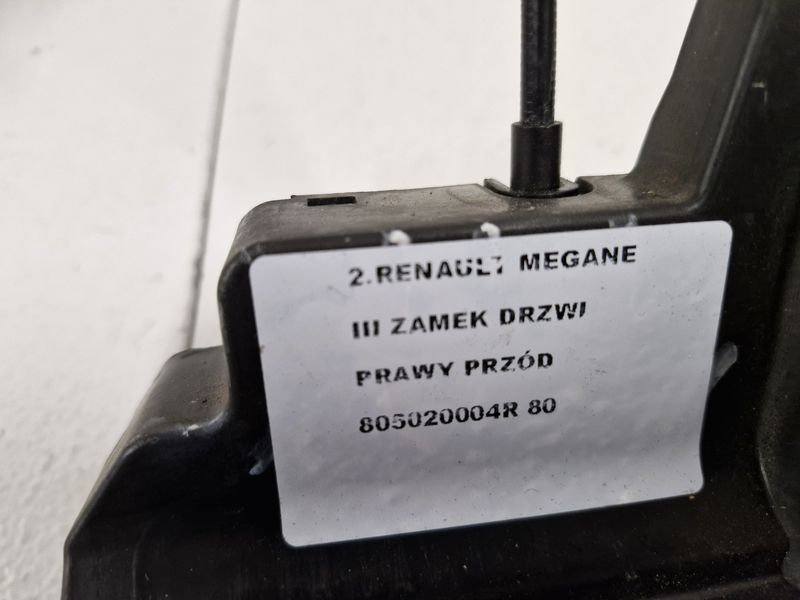 2.RENAULT MEGANE
III ZAMEK DRZWI
PRAWY PRZÓD
805020004R 80